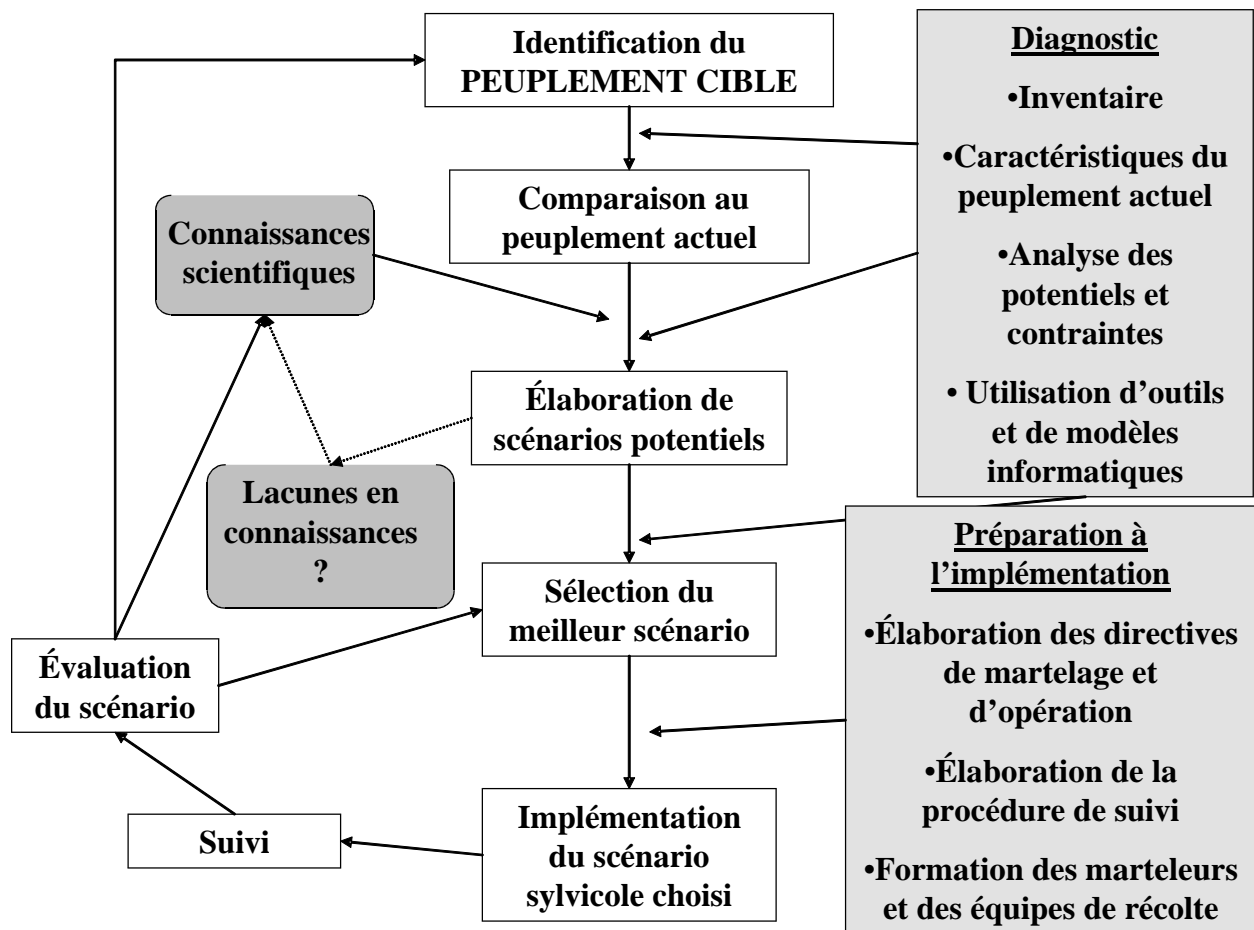 Identification du
PEUPLEMENT CIBLE
Comparaison au
peuplement actuel
Connaissances
scientifiques
Élaboration de
scénarios potentiels
Lacunes en
connaissances
?
Sélection du
meilleur scénario
Évaluation
du scénario
Suivi
Implémentation
du scénario
sylvicole choisi
Diagnostic
•Inventaire
•Caractéristiques du
peuplement actuel
•Analyse des
potentiels et
contraintes
• Utilisation d’outils
et de modèles
informatiques
Préparation à
l’implémentation
•Élaboration des directives
de martelage et
d’opération
•Élaboration de la
procédure de suivi
•Formation des marteleurs
et des équipes de récolte